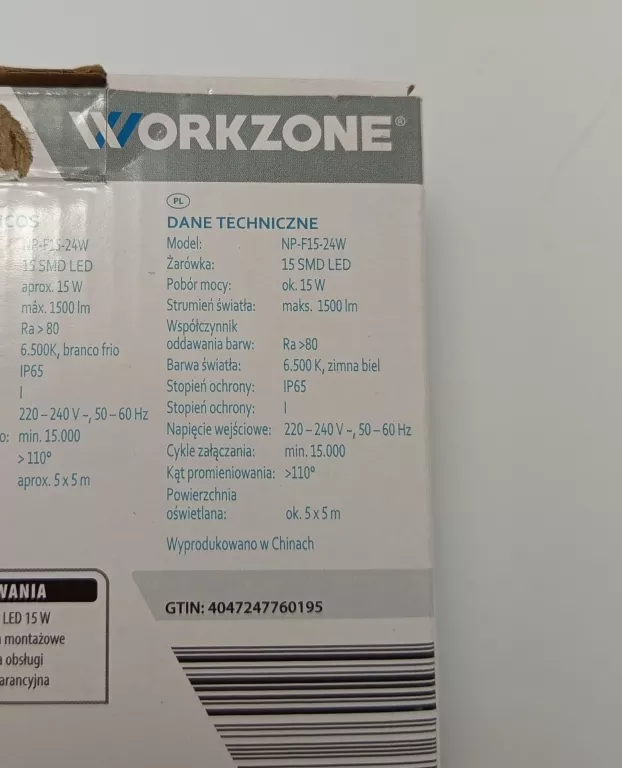 WORKZONE®
ICOS
NP-F15-24W
15 SMD LED
aprox. 15 W
máx. 1500 lm
Ra > 80
6.500K, branco frio
IP65
I
220 – 240 V ~, 50 – 60 Hz
o: min. 15.000
> 110°
aprox. 5 x 5 m
PL
DANE TECHNICZNE
Model: NP-F15-24W
Żarówka: 15 SMD LED
Pobór mocy: ok. 15 W
Strumień światła: maks. 1500 lm
Współczynnik
oddawania barw: Ra >80
Barwa światła: 6.500 K, zimna biel
Stopień ochrony: IP65
Stopień ochrony: I
Napięcie wejściowe: 220 – 240 V ~, 50 – 60 Hz
Cykle załączania: min. 15.000
Kąt promieniowania: >110°
Powierzchnia
oświetlana: ok. 5 x 5 m
Wyprodukowano w Chinach
WANIA
LED 15 W
montażowe
a obsługi
arancyjna
GTIN: 4047247760195